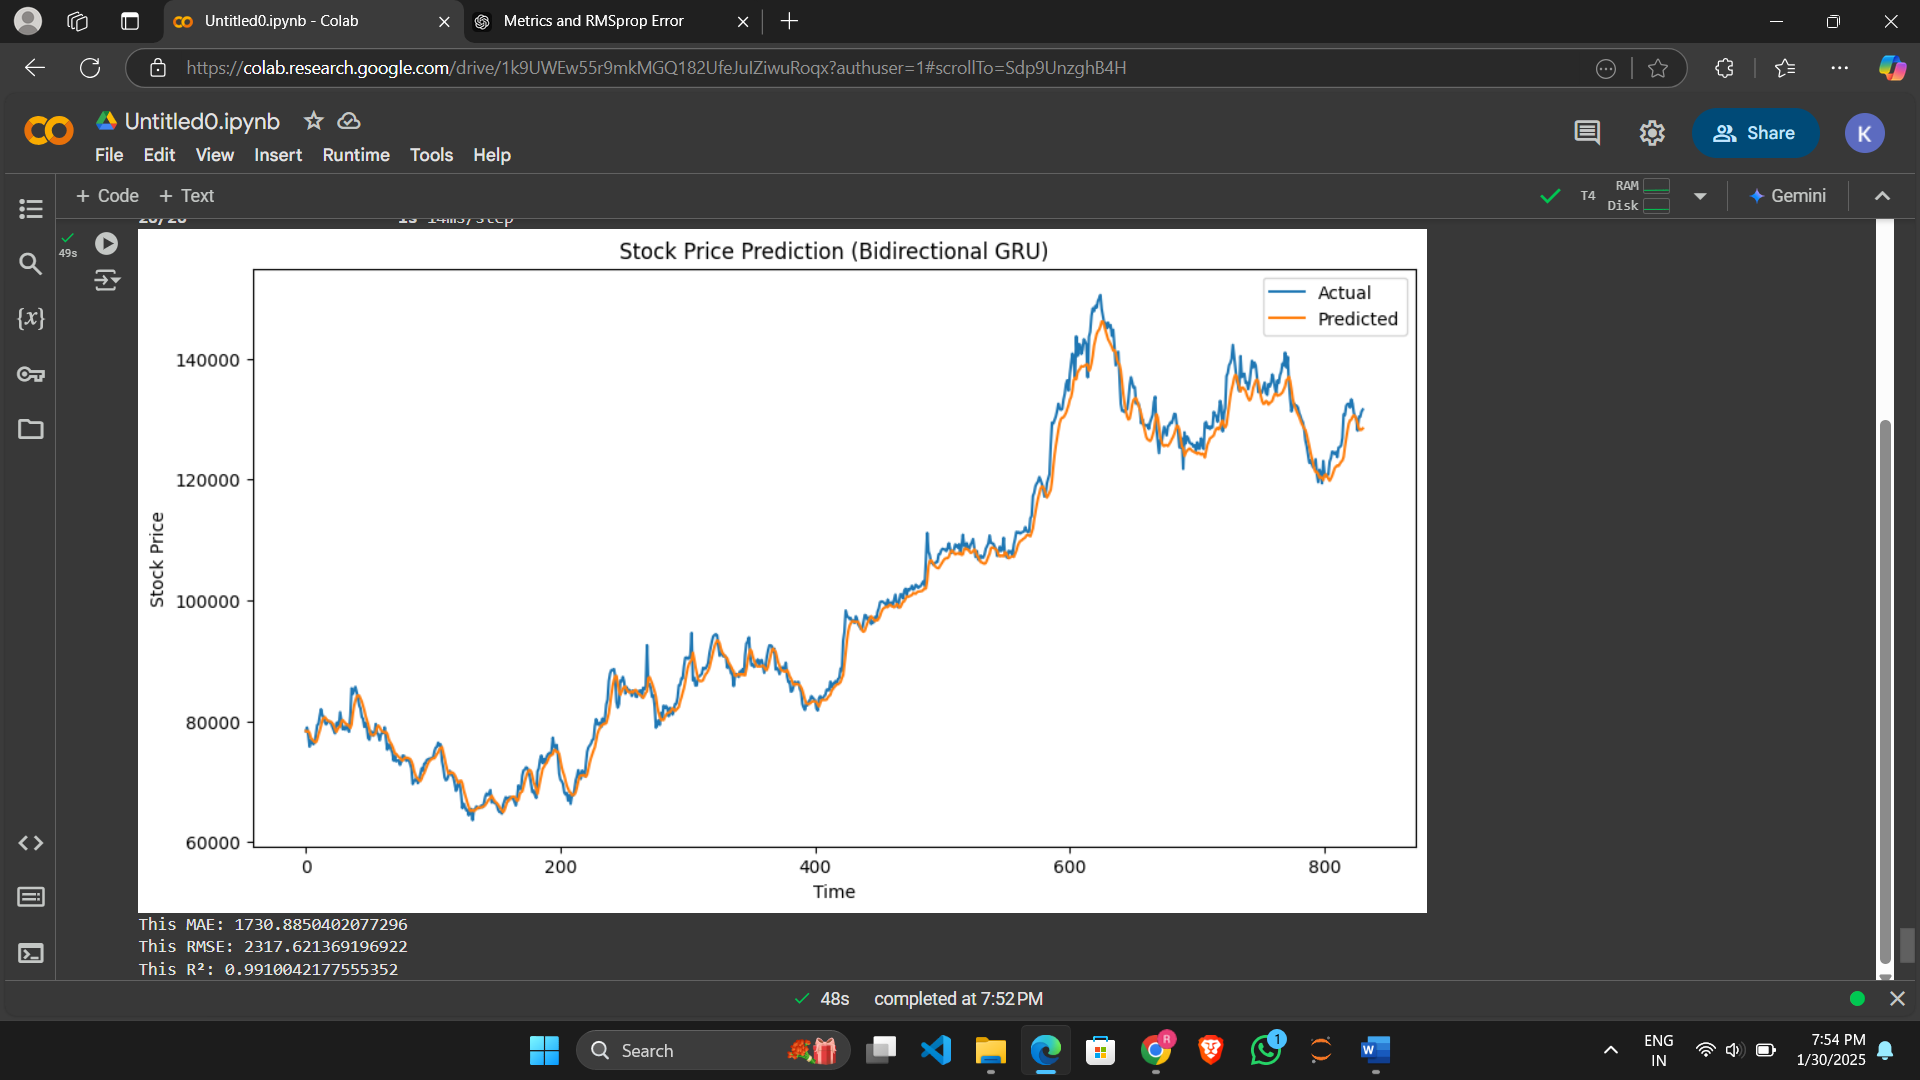 Untitled0.ipynb - Colab
Metrics and RMSprop Error
https://colab.research.google.com/drive/1k9UWEw55r9mkMGQ182UfeJulZiwuRoqx?authuser=1#scrollTo=Sdp9UnzghB4H
Untitled0.ipynb
File Edit View Insert Runtime Tools Help
Share
K
+ Code + Text
T4
RAM
Disk
Gemini
49s
Stock Price Prediction (Bidirectional GRU)
Actual
Predicted
140000
120000
100000
80000
60000
Stock Price
0 200 400 600 800
Time
This MAE: 1730.8850402077296
This RMSE: 2317.621369196922
This R²: 0.9910042177555352
48s completed at 7:52 PM
Search
R
1
W
ENG
IN
7:54 PM
1/30/2025